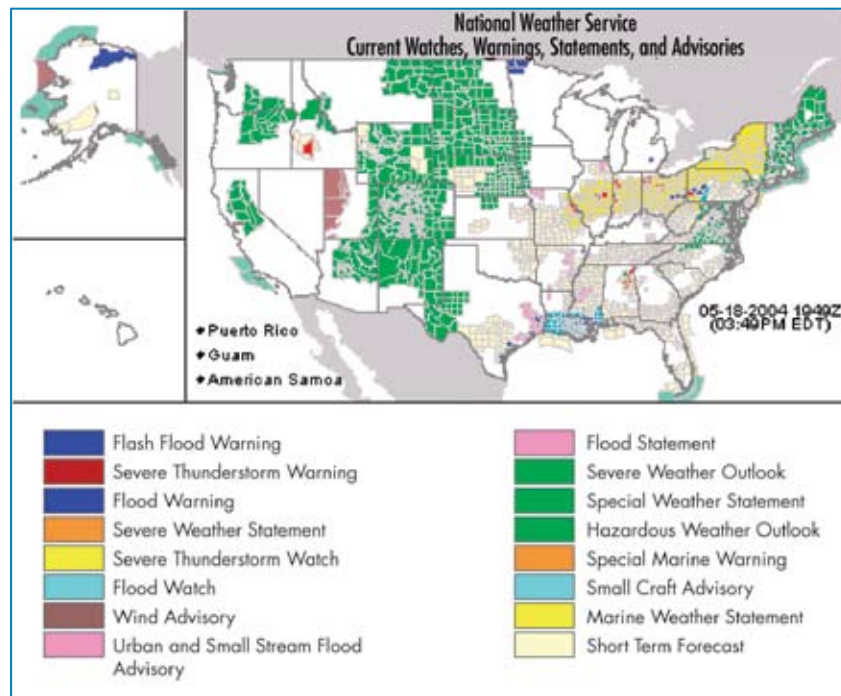 National Weather Service
Current Watches, Warnings, Statements, and Advisories
05-18-2004 1949Z
(03:49PM EDT)
Puerto Rico
Guam
American Samoa
Flash Flood Warning
Severe Thunderstorm Warning
Flood Warning
Severe Weather Statement
Severe Thunderstorm Watch
Flood Watch
Wind Advisory
Urban and Small Stream Flood
Advisory
Flood Statement
Severe Weather Outlook
Special Weather Statement
Hazardous Weather Outlook
Special Marine Warning
Small Craft Advisory
Marine Weather Statement
Short Term Forecast